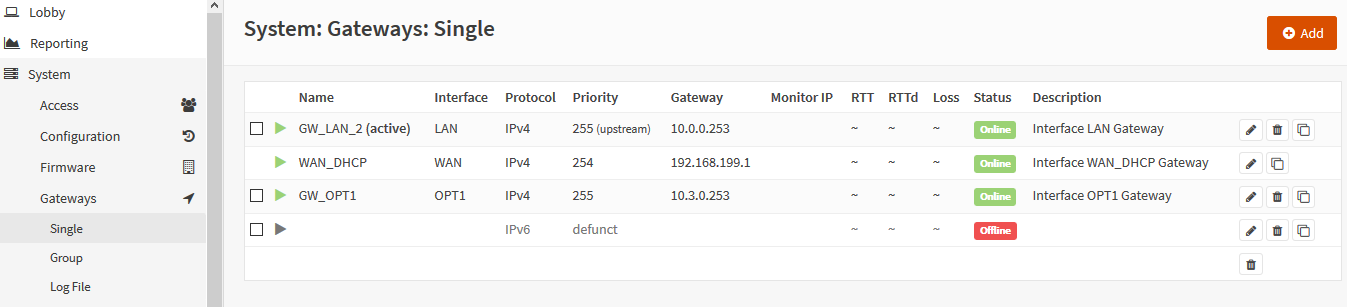 Lobby
Reporting
System
Access
Configuration
Firmware
Gateways
Single
Group
Log File
System: Gateways: Single
Add
Name Interface Protocol Priority Gateway Monitor IP RTT RTTd Loss Status Description
GW_LAN_2 (active) LAN IPv4 255 (upstream) 10.0.0.253 ~ ~ ~ Online Interface LAN Gateway
WAN_DHCP WAN IPv4 254 192.168.199.1 ~ ~ ~ Online Interface WAN_DHCP Gateway
GW_OPT1 OPT1 IPv4 255 10.3.0.253 ~ ~ ~ Online Interface OPT1 Gateway
IPv6 defunct ~ ~ ~ Offline